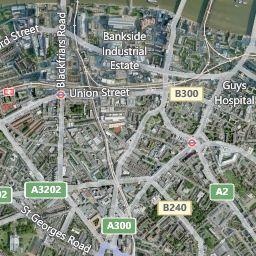 Bankside
Industrial
Estate
rd Street
Blackfriars Road
Union Street
B300
Guys
Hospital
A3202
02
A2
B240
St Georges Road
A300